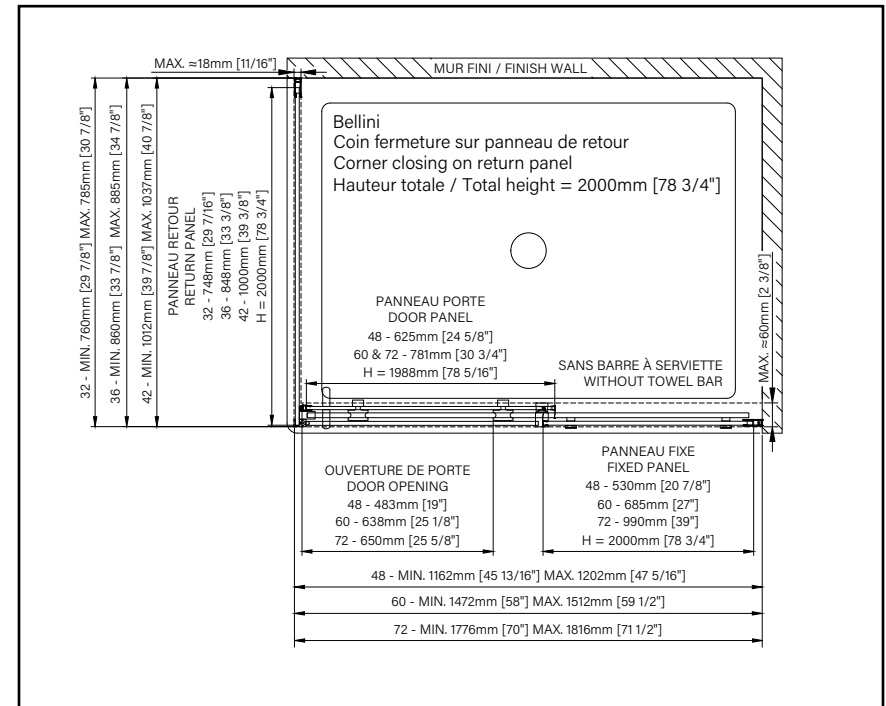 MAX. ≈18mm [11/16"]
MUR FINI / FINISH WALL
Bellini
Coin fermeture sur panneau de retour
Corner closing on return panel
Hauteur totale / Total height = 2000mm [78 3/4"]
32 - MIN. 760mm [29 7/8"] MAX. 785mm [30 7/8"]
36 - MIN. 860mm [33 7/8"] MAX. 885mm [34 7/8"]
42 - MIN. 1012mm [39 7/8"] MAX. 1037mm [40 7/8"]
PANNEAU RETOUR
RETURN PANEL
32 - 748mm [29 7/16"]
36 - 848mm [33 3/8"]
42 - 1000mm [39 3/8"]
H = 2000mm [78 3/4"]
PANNEAU PORTE
DOOR PANEL
48 - 625mm [24 5/8"]
60 & 72 - 781mm [30 3/4"]
H = 1988mm [78 5/16"]
SANS BARRE À SERVIETTE
WITHOUT TOWEL BAR
MAX. ≈60mm [2 3/8"]
OUVERTURE DE PORTE
DOOR OPENING
48 - 483mm [19"]
60 - 638mm [25 1/8"]
72 - 650mm [25 5/8"]
PANNEAU FIXE
FIXED PANEL
48 - 530mm [20 7/8"]
60 - 685mm [27"]
72 - 990mm [39"]
H = 2000mm [78 3/4"]
48 - MIN. 1162mm [45 13/16"] MAX. 1202mm [47 5/16"]
60 - MIN. 1472mm [58"] MAX. 1512mm [59 1/2"]
72 - MIN. 1776mm [70"] MAX. 1816mm [71 1/2"]